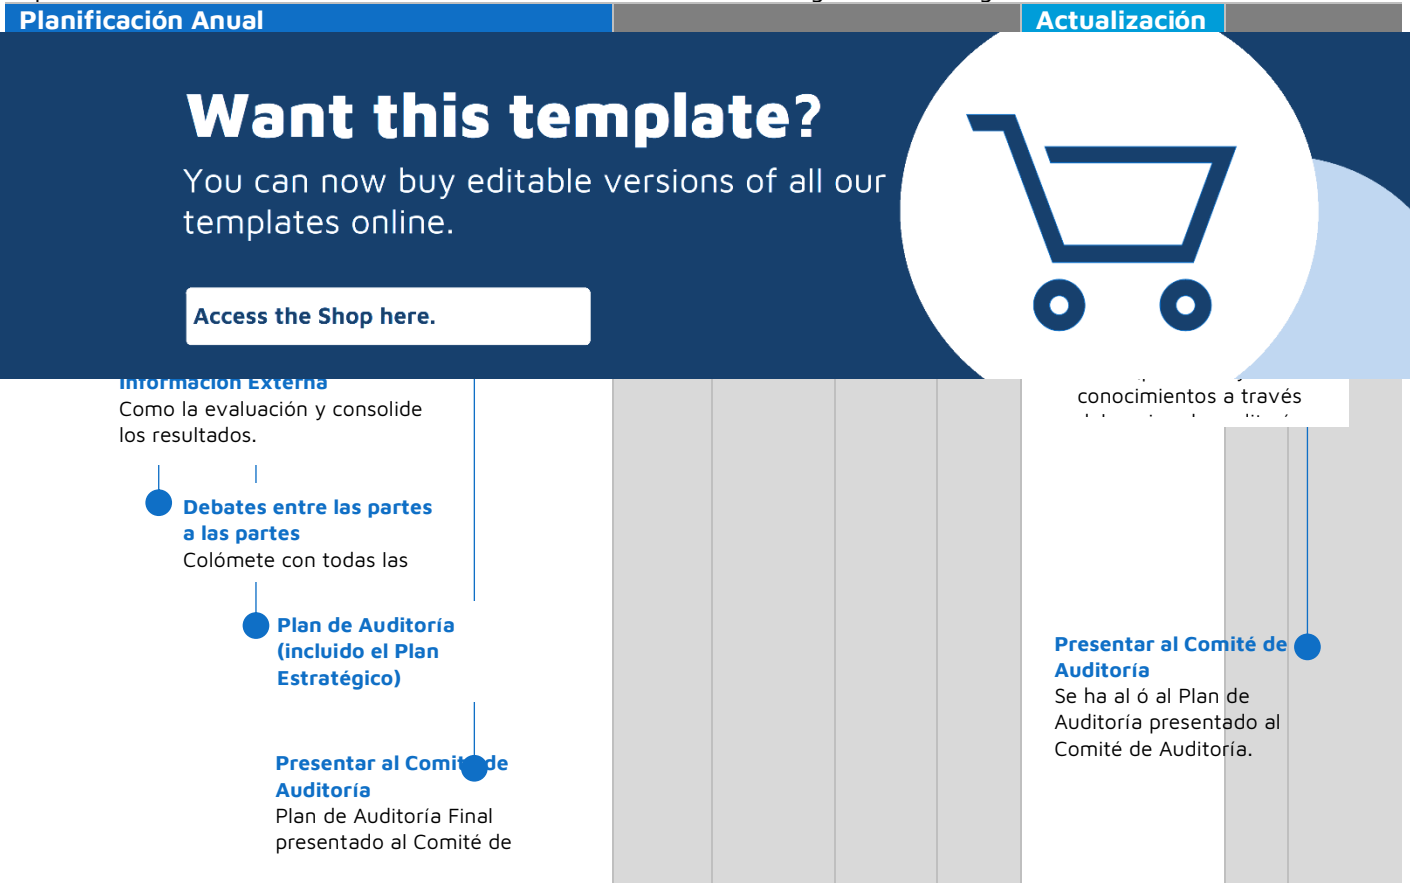 Planificación Anual
Actualización
Want this template?
You can now buy editable versions of all our
templates online.
Access the Shop here.
Información Externa
Como la evaluación y consolide
los resultados.
conocimientos a través
Debates entre las partes
a las partes
Colómete con todas las
Plan de Auditoría
(incluido el Plan
Estratégico)
Presentar al Comité de
Auditoría
Plan de Auditoría Final
presentado al Comité de
Presentar al Comité de
Auditoría
Se ha al ó al Plan de
Auditoría presentado al
Comité de Auditoría.